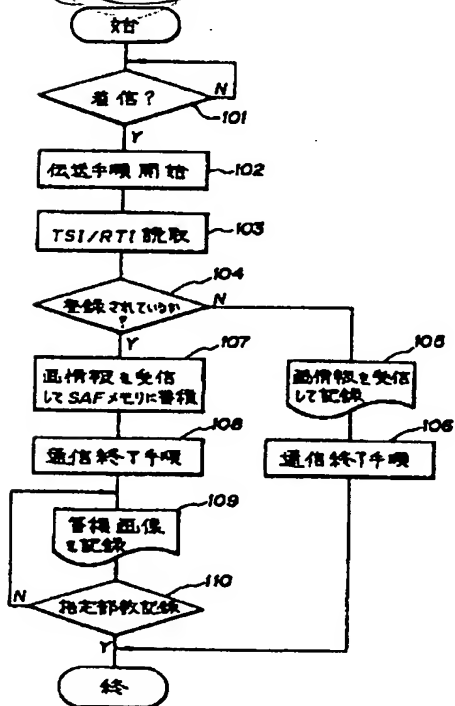 始
着信?
N
101
Y
伝送手順開始
102
TSI/RTI 読取
103
104
登録されているか
?
N
Y
107
105
画情報を受信
してSAFメモリに蓄積
画情報を受信
して記録
108
106
通信終了手順
通信終了手順
109
蓄積画像
を記録
110
N
指定部数記録
Y
終